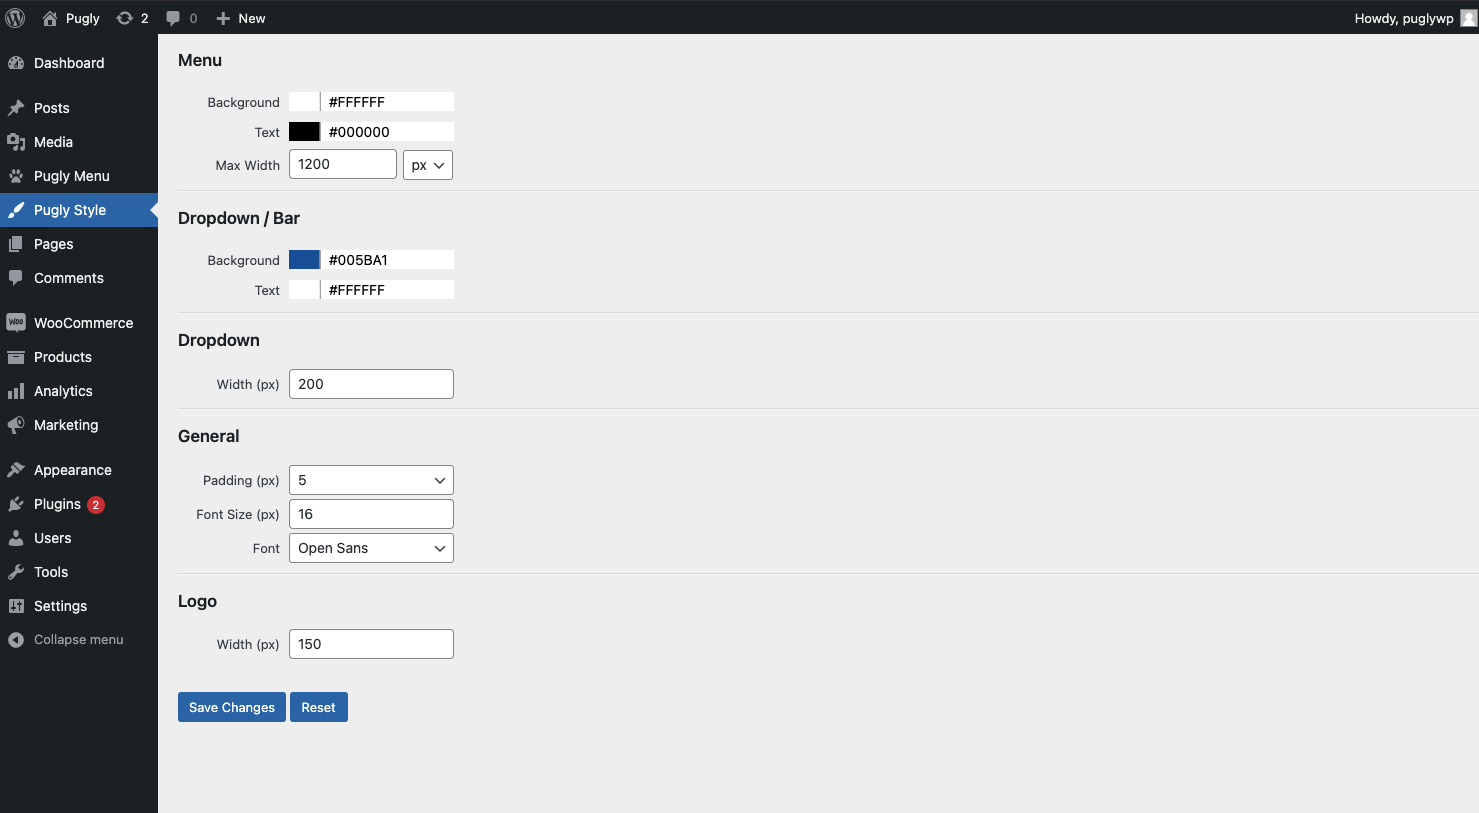 Pugly 2 0 New Howdy, puglywp
Dashboard
Posts
Media
Pugly Menu
Pugly Style
Pages
Comments
Woo WooCommerce
Products
Analytics
Marketing
Appearance
Plugins 2
Users
Tools
Settings
Collapse menu
Menu
Background #FFFFFF
Text #000000
Max Width 1200 px
Dropdown / Bar
Background #005BA1
Text #FFFFFF
Dropdown
Width (px) 200
General
Padding (px) 5
Font Size (px) 16
Font Open Sans
Logo
Width (px) 150
Save Changes Reset